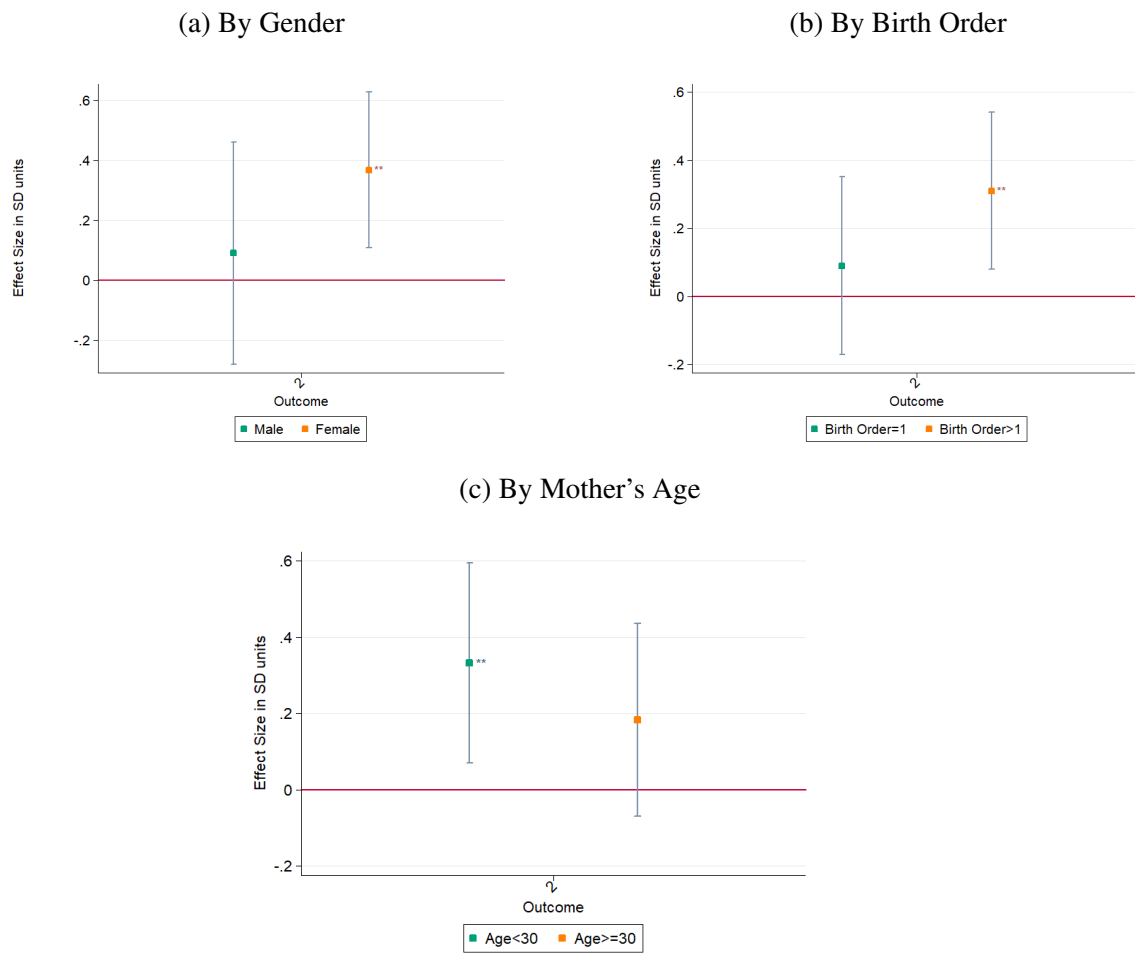 (a) By Gender
Effect Size in SD units
.6
.4
.2
0
-.2
**
2
Outcome
Male Female
(b) By Birth Order
Effect Size in SD units
.6
.4
.2
0
-.2
**
2
Outcome
Birth Order=1 Birth Order>1
(c) By Mother's Age
Effect Size in SD units
.6
.4
.2
0
-.2
**
2
Outcome
Age<30 Age>=30